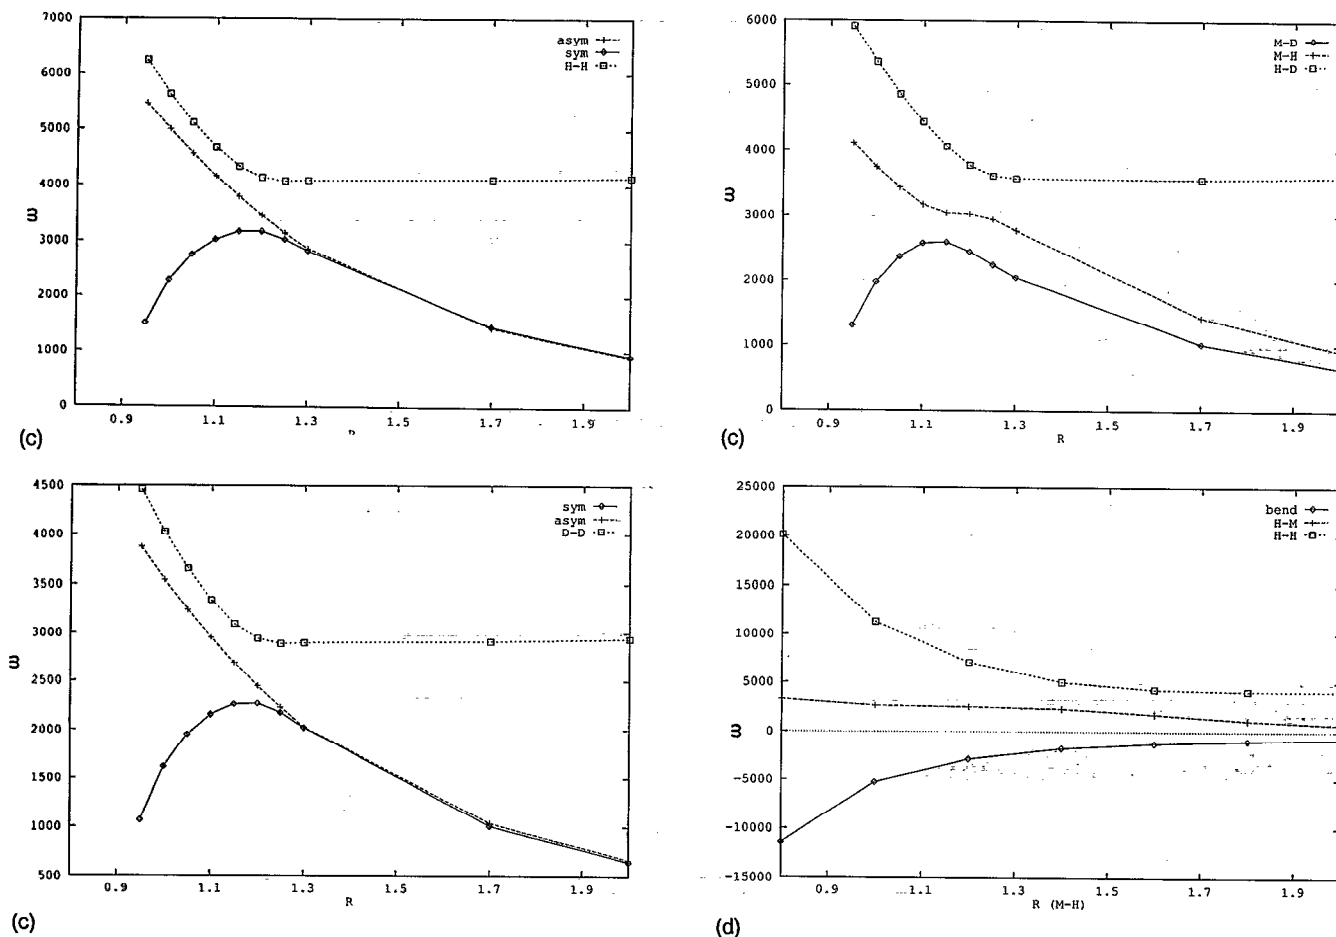 7000
6000
5000
4000
3000
2000
1000
0
ω
asym
sym
H-H
0.9 1.1 1.3 1.5 1.7 1.9
(c)
6000
5000
4000
3000
2000
1000
0
ω
M-D
M-H
H-D
0.9 1.1 1.3 1.5 1.7 1.9
R
(c)
4500
4000
3500
3000
2500
2000
1500
1000
500
ω
sym
asym
D-D
0.9 1.1 1.3 1.5 1.7 1.9
R
(c)
25000
20000
15000
10000
5000
0
-5000
-10000
-15000
ω
bend
H-M
H-H
0.9 1.1 1.3 1.5 1.7 1.9
R (M-H)
(d)